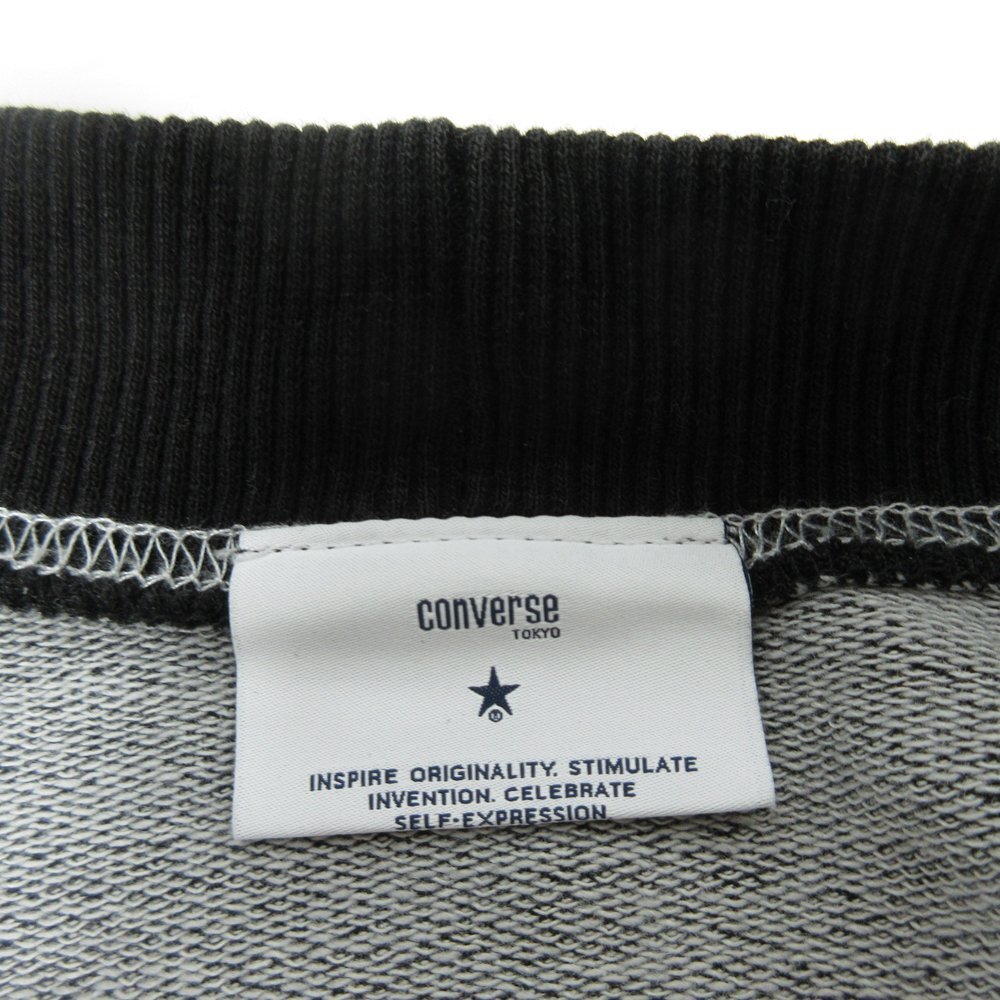 converse
TOKYO
INSPIRE ORIGINALITY. STIMULATE
INVENTION. CELEBRATE
SELF-EXPRESSION